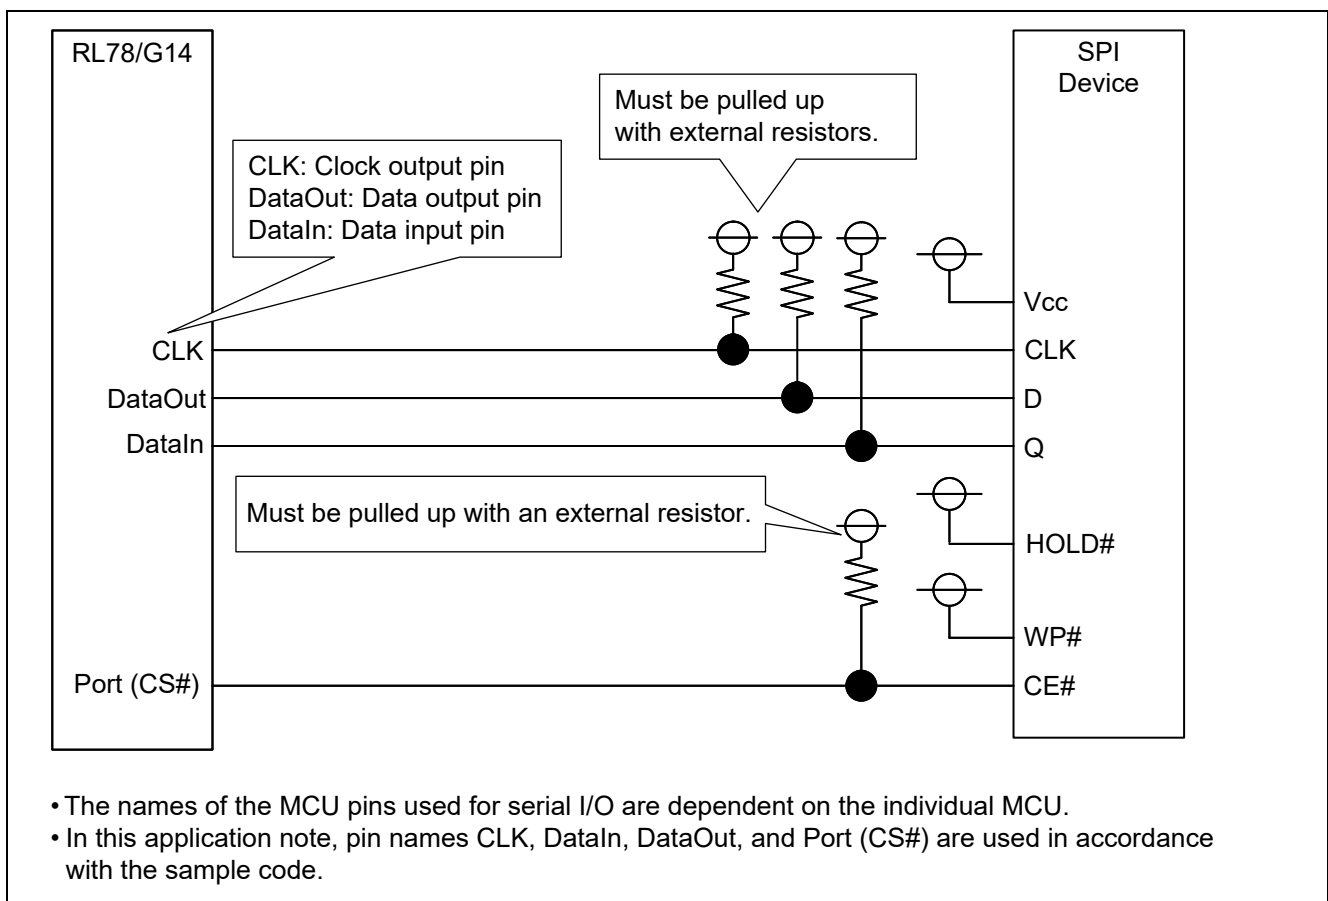 RL78/G14
SPI
Device
Must be pulled up
with external resistors.
CLK: Clock output pin
DataOut: Data output pin
DataIn: Data input pin
Vcc
CLK
CLK
DataOut
D
DataIn
Q
Must be pulled up with an external resistor.
HOLD#
WP#
Port (CS#)
CE#
• The names of the MCU pins used for serial I/O are dependent on the individual MCU.
• In this application note, pin names CLK, DataIn, DataOut, and Port (CS#) are used in accordance
with the sample code.